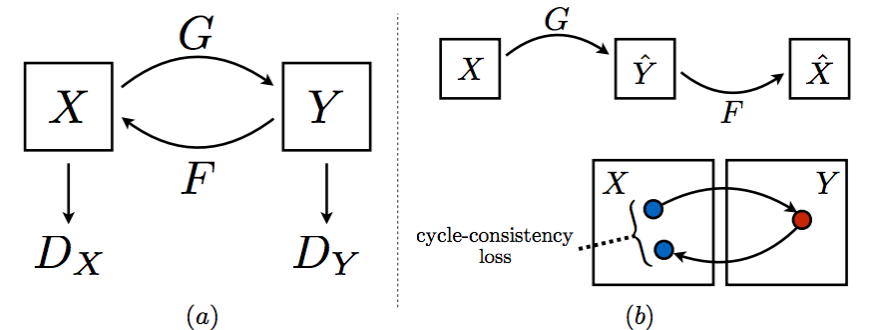 G
X
Y
F
D_X
D_Y
(a)
G
X
Ŷ
X̂
F
X
Y
cycle-consistency
loss
(b)